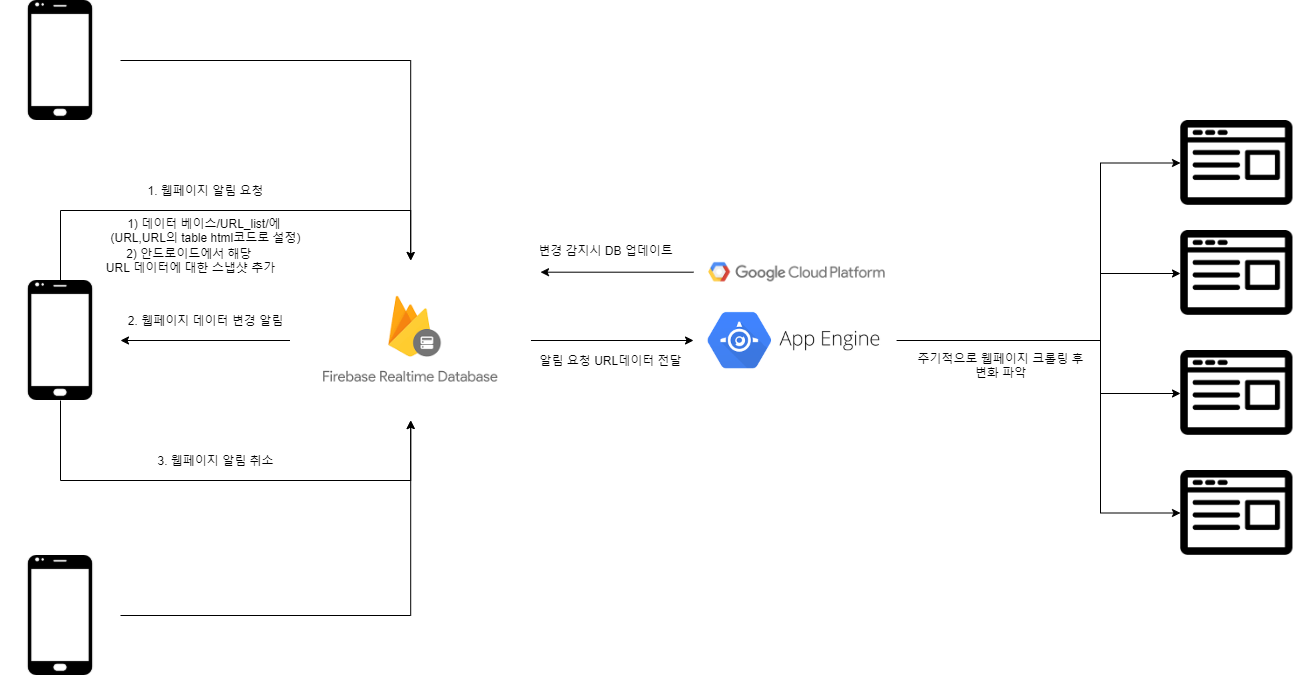 1. 웹페이지 알림 요청
1) 데이터 베이스/URL_list/에
(URL,URL의 table html코드로 설정)
2) 안드로이드에서 해당
URL 데이터에 대한 스냅샷 추가
2. 웹페이지 데이터 변경 알림
Firebase Realtime Database
3. 웹페이지 알림 취소
변경 감지시 DB 업데이트
Google Cloud Platform
App Engine
알림 요청 URL데이터 전달
주기적으로 웹페이지 크롤링 후
변화 파악